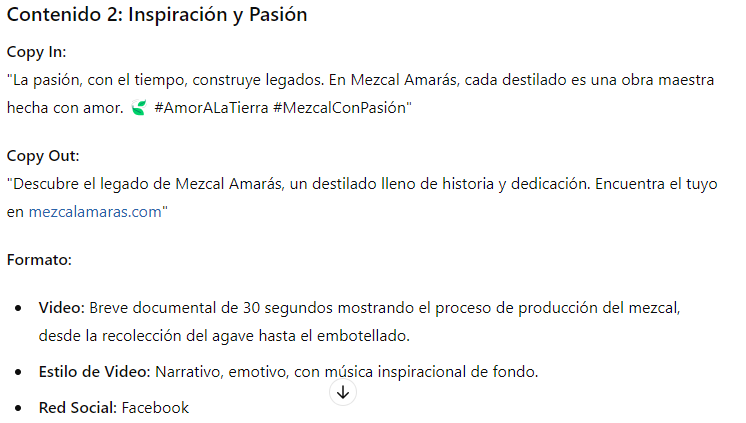 Contenido 2: Inspiración y Pasión
Copy In:
"La pasión, con el tiempo, construye legados. En Mezcal Amarás, cada destilado es una obra maestra
hecha con amor. 🌿 #AmorALaTierra #MezcalConPasión"
Copy Out:
"Descubre el legado de Mezcal Amarás, un destilado lleno de historia y dedicación. Encuentra el tuyo
en mezcalamaras.com"
Formato:
• Video: Breve documental de 30 segundos mostrando el proceso de producción del mezcal,
desde la recolección del agave hasta el embotellado.
• Estilo de Video: Narrativo, emotivo, con música inspiracional de fondo.
• Red Social: Facebook